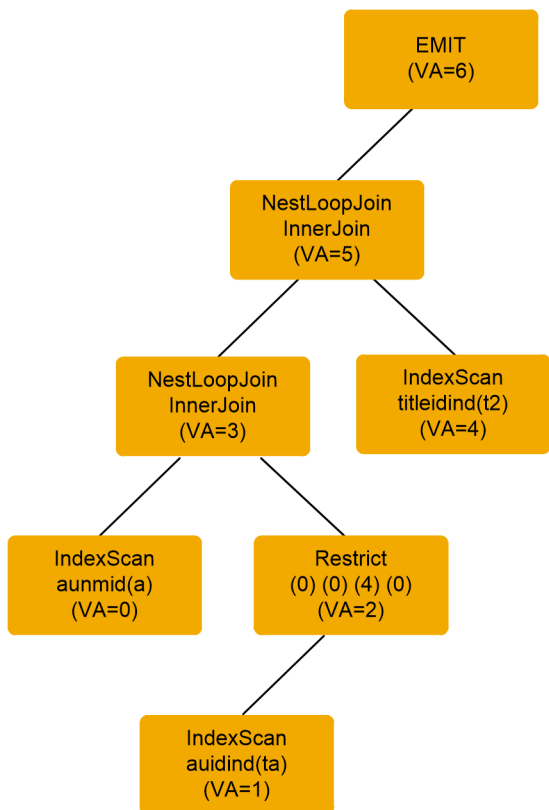 EMIT
(VA=6)
NestLoopJoin
InnerJoin
(VA=5)
NestLoopJoin
InnerJoin
(VA=3)
IndexScan
titleidind(t2)
(VA=4)
IndexScan
aunmid(a)
(VA=0)
Restrict
(0) (0) (4) (0)
(VA=2)
IndexScan
auidind(ta)
(VA=1)